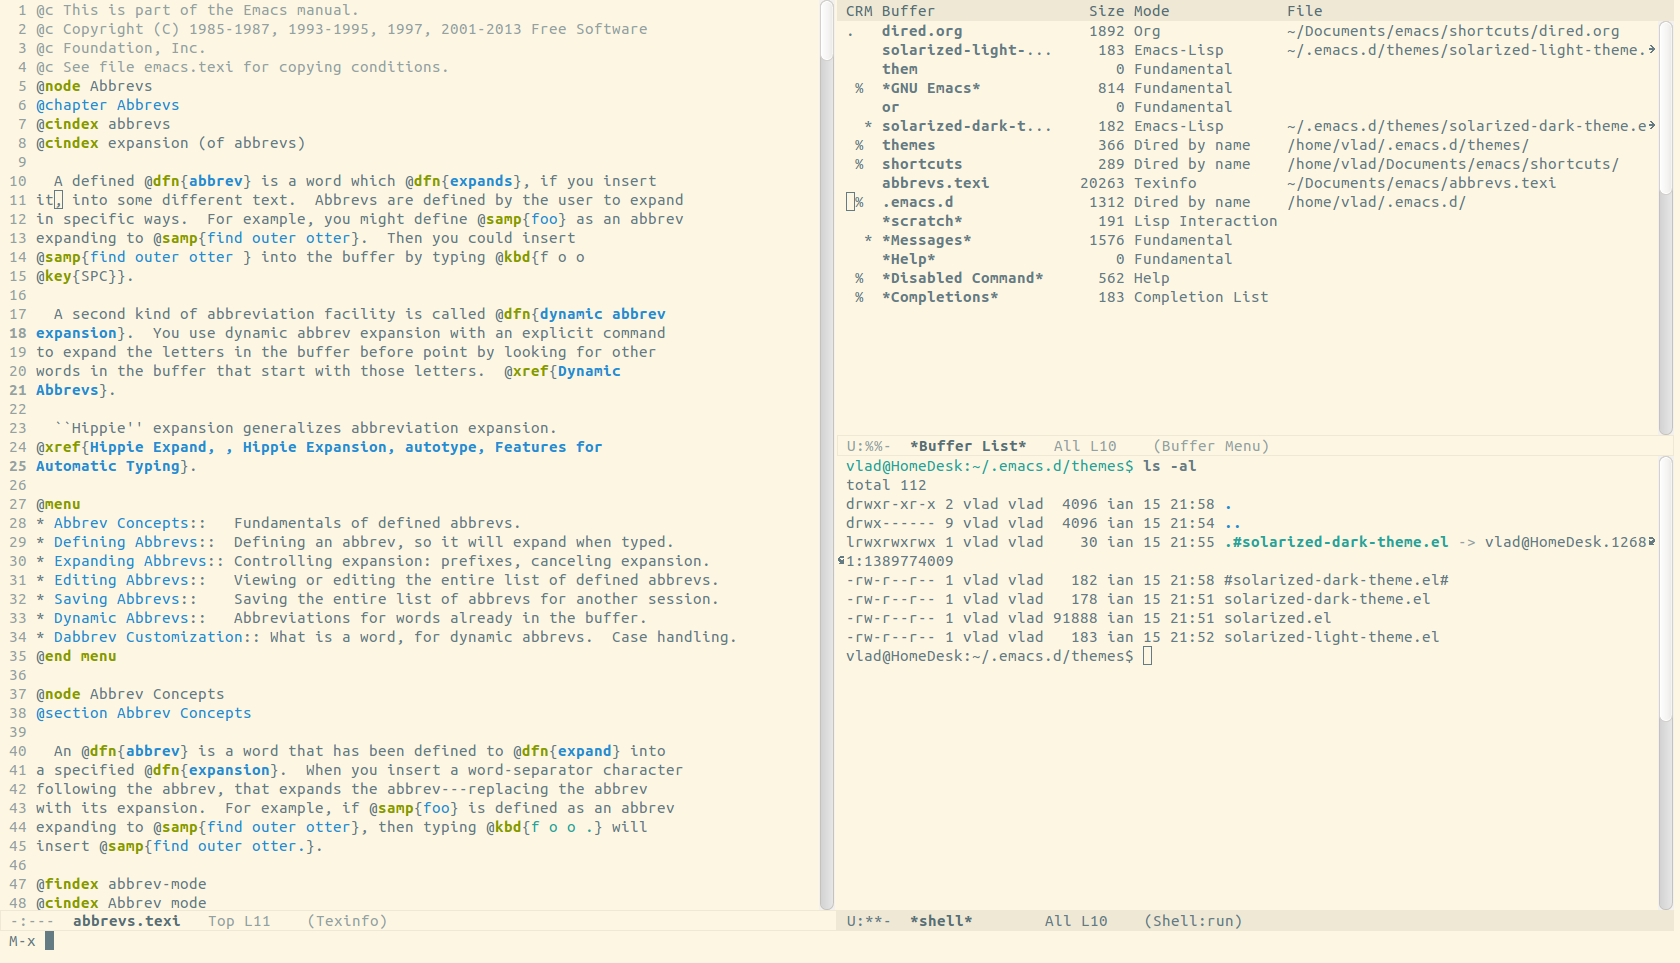 1 @c This is part of the Emacs manual.
2 @c Copyright (C) 1985-1987, 1993-1995, 1997, 2001-2013 Free Software
3 @c Foundation, Inc.
4 @c See file emacs.texi for copying conditions.
5 @node Abbrevs
6 @chapter Abbrevs
7 @cindex abbrevs
8 @cindex expansion (of abbrevs)
9
10   A defined @dfn{abbrev} is a word which @dfn{expands}, if you insert
11 it, into some different text.  Abbrevs are defined by the user to expand
12 in specific ways.  For example, you might define @samp{foo} as an abbrev
13 expanding to @samp{find outer otter}.  Then you could insert
14 @samp{find outer otter } into the buffer by typing @kbd{f o o
15 @key{SPC}}.
16
17   A second kind of abbreviation facility is called @dfn{dynamic abbrev
18 expansion}.  You use dynamic abbrev expansion with an explicit command
19 to expand the letters in the buffer before point by looking for other
20 words in the buffer that start with those letters.  @xref{Dynamic
21 Abbrevs}.
22
23   ``Hippie'' expansion generalizes abbreviation expansion.
24 @xref{Hippie Expand, , Hippie Expansion, autotype, Features for
25 Automatic Typing}.
26
27 @menu
28 * Abbrev Concepts::   Fundamentals of defined abbrevs.
29 * Defining Abbrevs::  Defining an abbrev, so it will expand when typed.
30 * Expanding Abbrevs:: Controlling expansion: prefixes, canceling expansion.
31 * Editing Abbrevs::   Viewing or editing the entire list of defined abbrevs.
32 * Saving Abbrevs::    Saving the entire list of abbrevs for another session.
33 * Dynamic Abbrevs::   Abbreviations for words already in the buffer.
34 * Dabbrev Customization:: What is a word, for dynamic abbrevs.  Case handling.
35 @end menu
36
37 @node Abbrev Concepts
38 @section Abbrev Concepts
39
40   An @dfn{abbrev} is a word that has been defined to @dfn{expand} into
41 a specified @dfn{expansion}.  When you insert a word-separator character
42 following the abbrev, that expands the abbrev---replacing the abbrev
43 with its expansion.  For example, if @samp{foo} is defined as an abbrev
44 expanding to @samp{find outer otter}, then typing @kbd{f o o .} will
45 insert @samp{find outer otter.}.
46
47 @findex abbrev-mode
48 @cindex Abbrev mode
-:---  abbrevs.texi   Top L11    (Texinfo)
M-x
CRM Buffer                 Size Mode             File
.   dired.org              1892 Org              ~/Documents/emacs/shortcuts/dired.org
    solarized-light-...     183 Emacs-Lisp       ~/.emacs.d/themes/solarized-light-theme.
    them                      0 Fundamental
 %  *GNU Emacs*             814 Fundamental
    or                        0 Fundamental
  * solarized-dark-t...     182 Emacs-Lisp       ~/.emacs.d/themes/solarized-dark-theme.e
 %  themes                  366 Dired by name    /home/vlad/.emacs.d/themes/
 %  shortcuts               289 Dired by name    /home/vlad/Documents/emacs/shortcuts/
    abbrevs.texi          20263 Texinfo          ~/Documents/emacs/abbrevs.texi
 %  .emacs.d               1312 Dired by name    /home/vlad/.emacs.d/
    *scratch*               191 Lisp Interaction
  * *Messages*             1576 Fundamental
    *Help*                    0 Fundamental
 %  *Disabled Command*      562 Help
 %  *Completions*           183 Completion List
U:%%-  *Buffer List*   All L10    (Buffer Menu)
vlad@HomeDesk:~/.emacs.d/themes$ ls -al
total 112
drwxr-xr-x 2 vlad vlad  4096 ian 15 21:58 .
drwx------ 9 vlad vlad  4096 ian 15 21:54 ..
lrwxrwxrwx 1 vlad vlad    30 ian 15 21:55 .#solarized-dark-theme.el -> vlad@HomeDesk.1268
1:1389774009
-rw-r--r-- 1 vlad vlad   182 ian 15 21:58 #solarized-dark-theme.el#
-rw-r--r-- 1 vlad vlad   178 ian 15 21:51 solarized-dark-theme.el
-rw-r--r-- 1 vlad vlad 91888 ian 15 21:51 solarized.el
-rw-r--r-- 1 vlad vlad   183 ian 15 21:52 solarized-light-theme.el
vlad@HomeDesk:~/.emacs.d/themes$
U:**-  *shell*        All L10    (Shell:run)